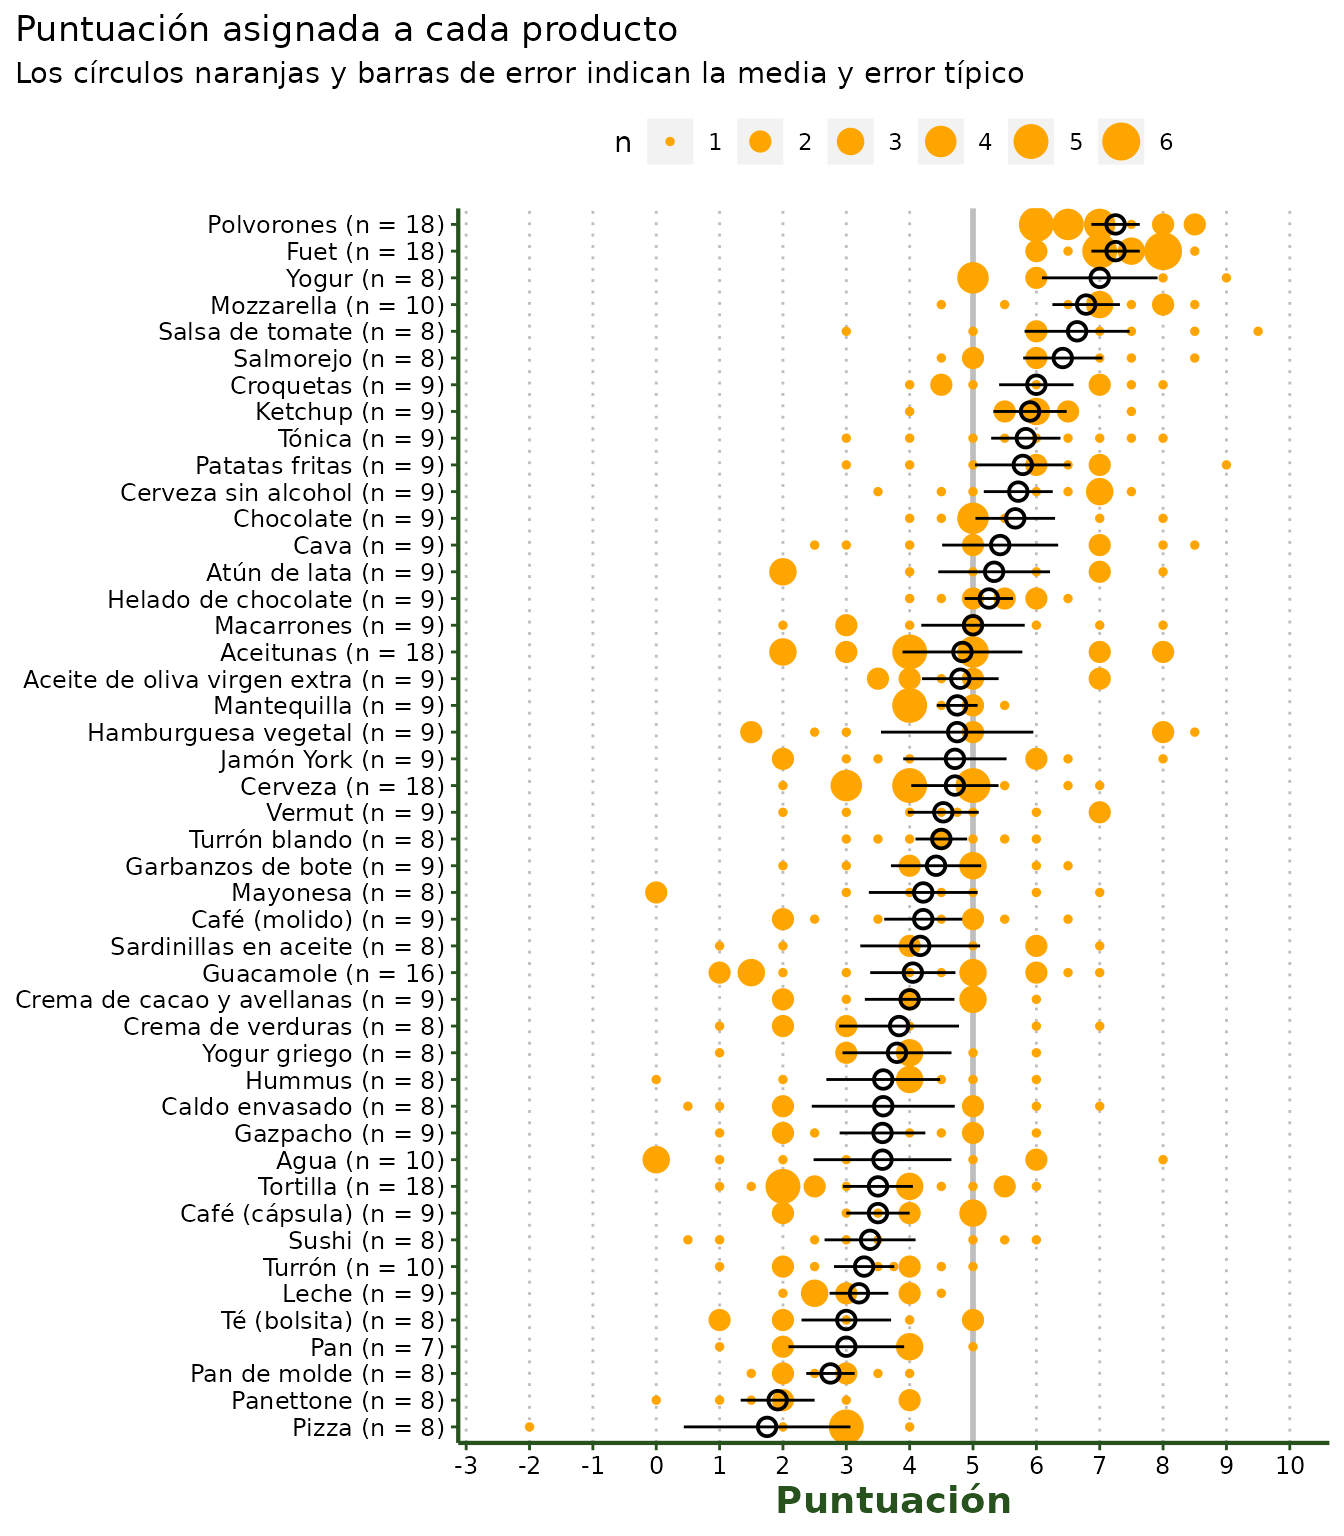 Puntuación asignada a cada producto
Los círculos naranjas y barras de error indican la media y error típico
n 1 2 3 4 5 6
Polvorones (n = 18)
Fuet (n = 18)
Yogur (n = 8)
Mozzarella (n = 10)
Salsa de tomate (n = 8)
Salmorejo (n = 8)
Croquetas (n = 9)
Ketchup (n = 9)
Tónica (n = 9)
Patatas fritas (n = 9)
Cerveza sin alcohol (n = 9)
Chocolate (n = 9)
Cava (n = 9)
Atún de lata (n = 9)
Helado de chocolate (n = 9)
Macarrones (n = 9)
Aceitunas (n = 18)
Aceite de oliva virgen extra (n = 9)
Mantequilla (n = 9)
Hamburguesa vegetal (n = 9)
Jamón York (n = 9)
Cerveza (n = 18)
Vermut (n = 9)
Turrón blando (n = 8)
Garbanzos de bote (n = 9)
Mayonesa (n = 8)
Café (molido) (n = 9)
Sardinillas en aceite (n = 8)
Guacamole (n = 16)
Crema de cacao y avellanas (n = 9)
Crema de verduras (n = 8)
Yogur griego (n = 8)
Hummus (n = 8)
Caldo envasado (n = 8)
Gazpacho (n = 9)
Agua (n = 10)
Tortilla (n = 18)
Café (cápsula) (n = 9)
Sushi (n = 8)
Turrón (n = 10)
Leche (n = 9)
Té (bolsita) (n = 8)
Pan (n = 7)
Pan de molde (n = 8)
Panettone (n = 8)
Pizza (n = 8)
-3 -2 -1 0 1 2 3 4 5 6 7 8 9 10
Puntuación